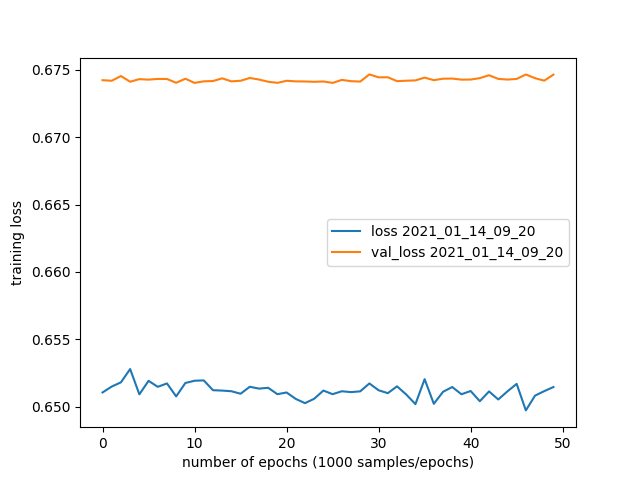 0.675
0.670
0.665
0.660
0.655
0.650
training loss
loss 2021_01_14_09_20
val_loss 2021_01_14_09_20
0 10 20 30 40 50
number of epochs (1000 samples/epochs)